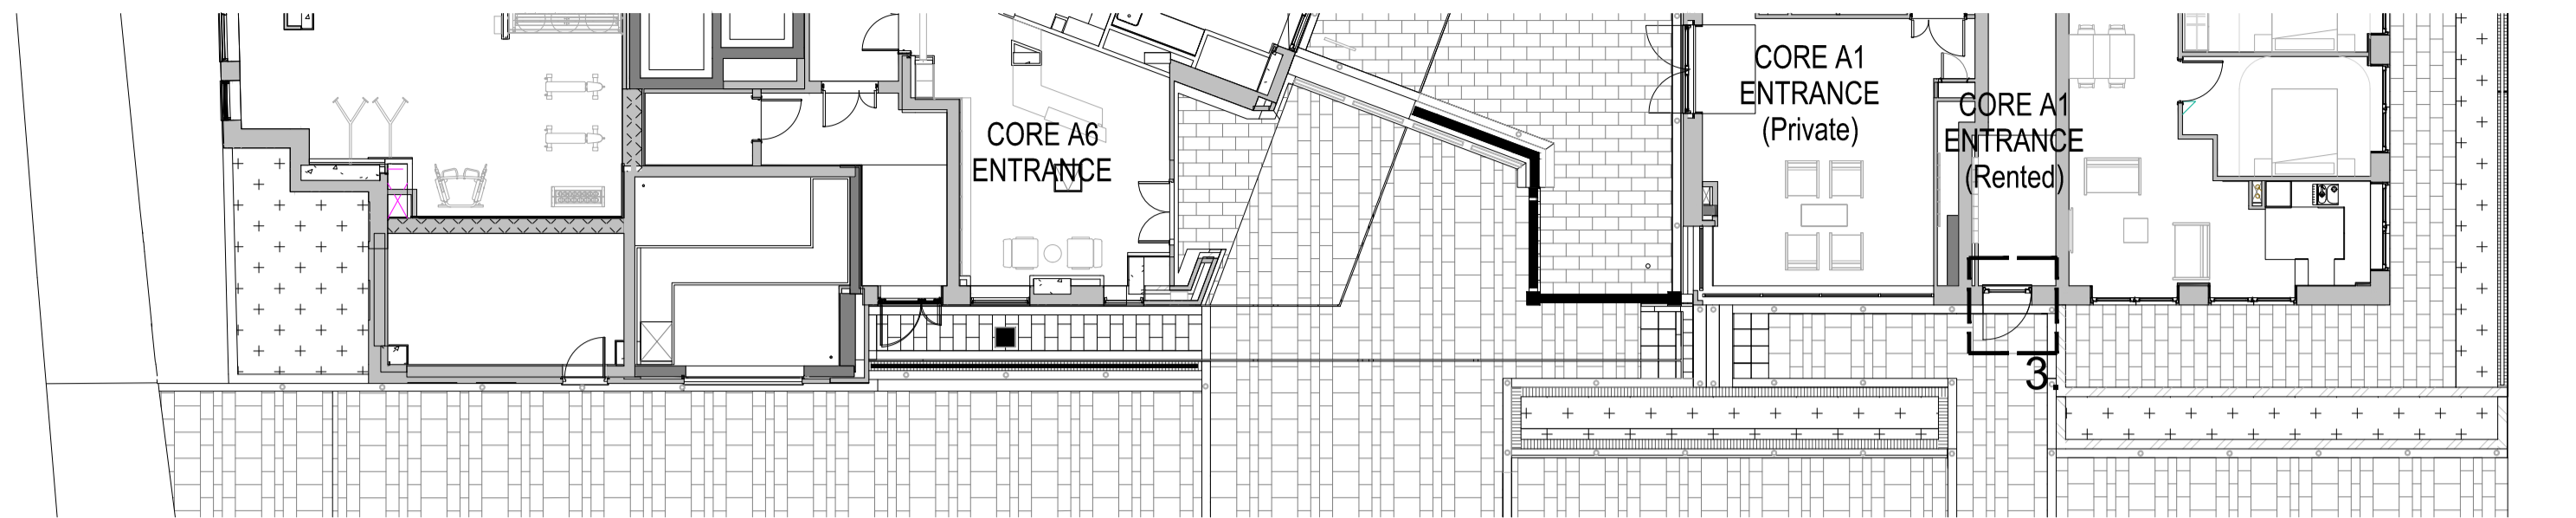 CORE A6
ENTRANCE
CORE A1
ENTRANCE
(Private)
CORE A1
ENTRANCE
(Rented)
3